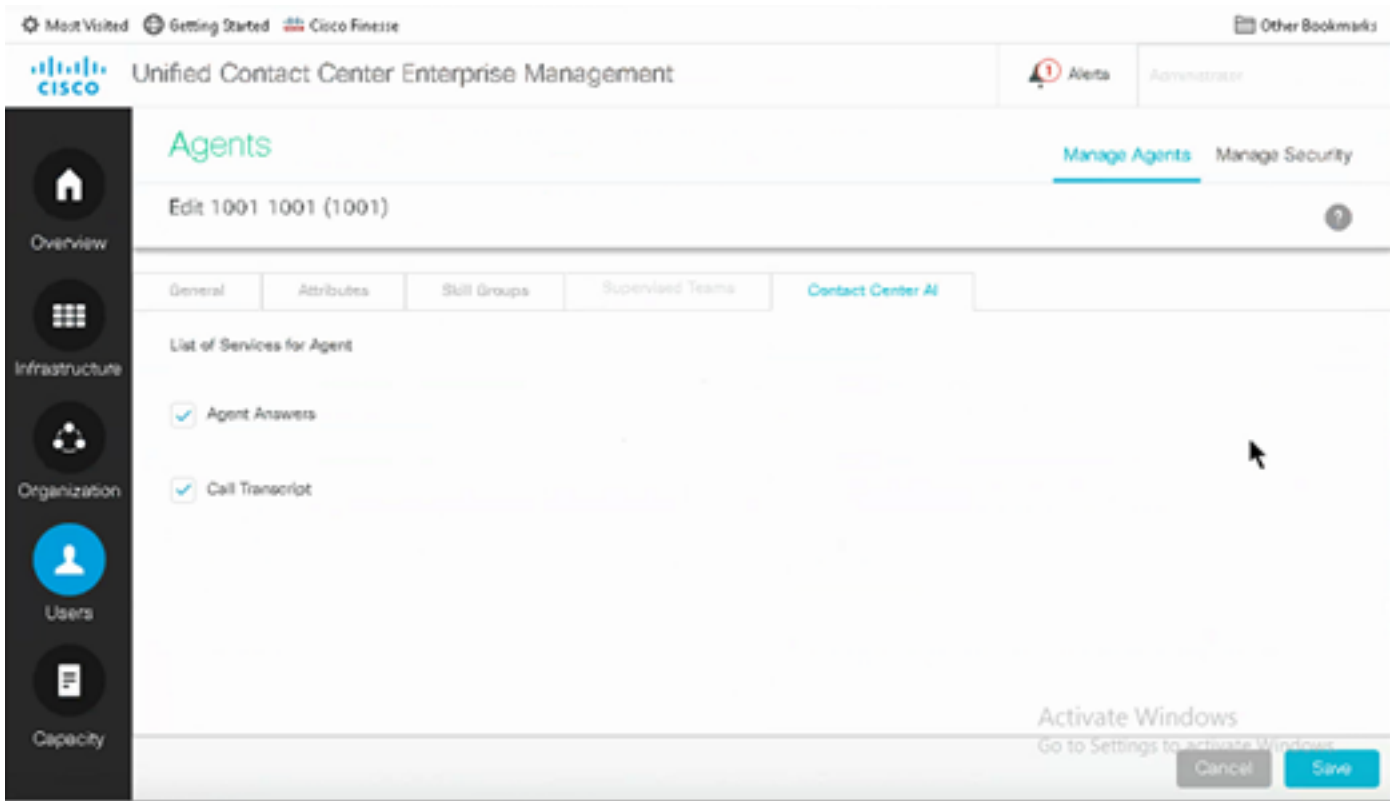 Most Visited Getting Started Cisco Finesse Other Bookmarks
CISCO Unified Contact Center Enterprise Management 1 Alerts Administrator
Agents Manage Agents Manage Security
Edit 1001 1001 (1001) ?
Overview
General Attributes Skill Groups Supervised Teams Contact Center AI
List of Services for Agent
Infrastructure
Agent Answers
Organization
Call Transcript
Users
Activate Windows
Capacity
Go to Settings to activate Windows.
Cancel Save